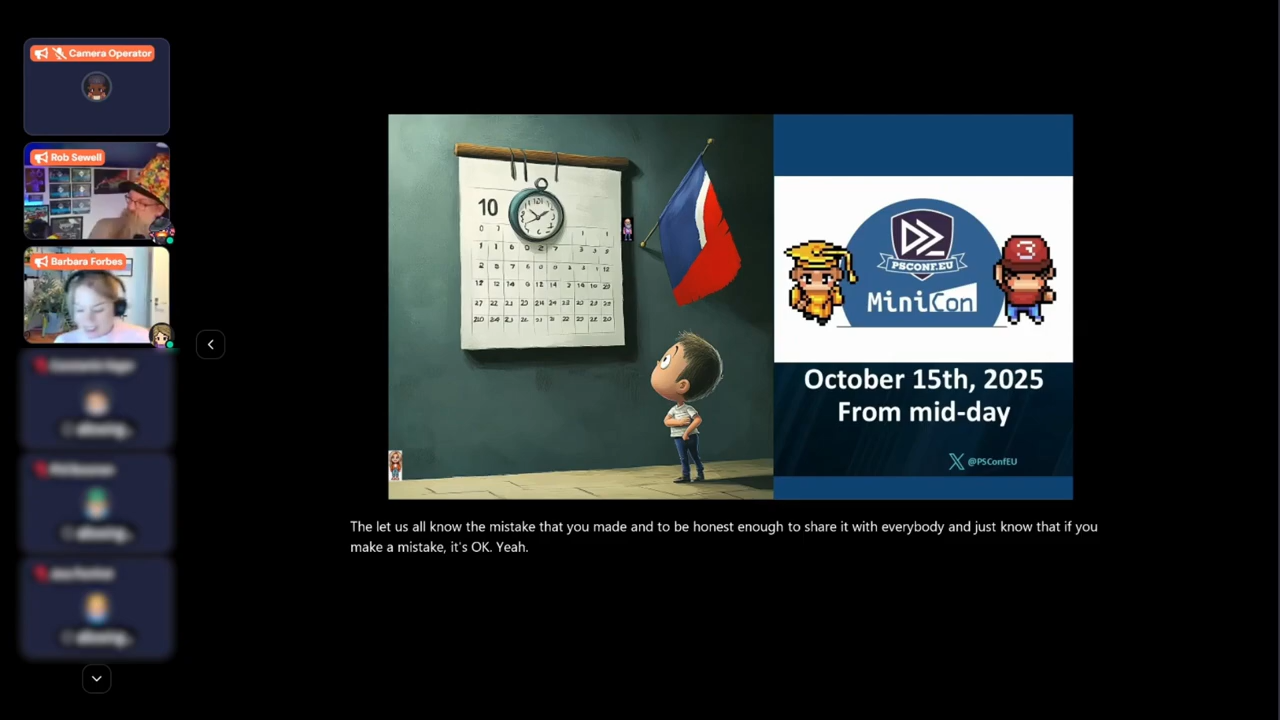 Camera Operator
Rob Sewell
Barbara Forbes
10
PSCONF.EU
MiniCon
3
October 15th, 2025
From mid-day
@PSConfEU
The let us all know the mistake that you made and to be honest enough to share it with everybody and just know that if you
make a mistake, it's OK. Yeah.